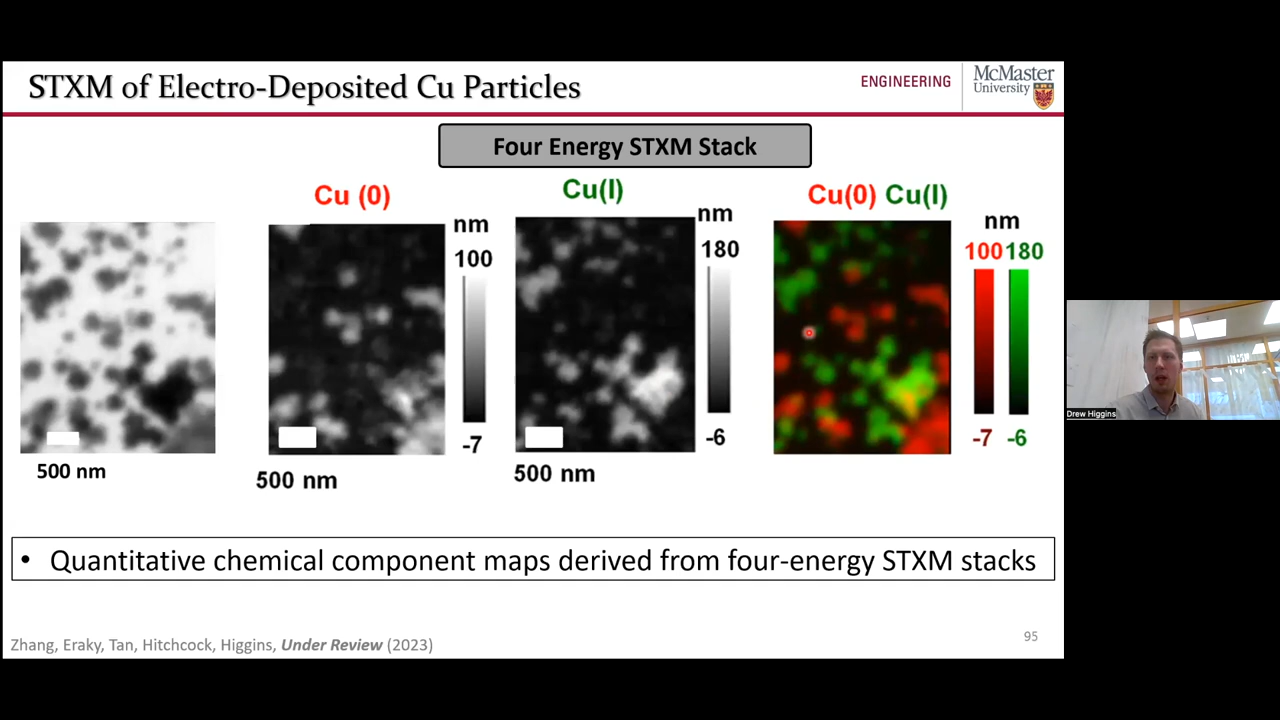 STXM of Electro-Deposited Cu Particles
ENGINEERING
McMaster
University
Four Energy STXM Stack
Cu (0)
Cu(I)
Cu(0) Cu(I)
nm
100
-7
nm
180
-6
nm
100 180
-7 -6
500 nm
500 nm
500 nm
• Quantitative chemical component maps derived from four-energy STXM stacks
Zhang, Eraky, Tan, Hitchcock, Higgins, Under Review (2023)
95
Drew Higgins